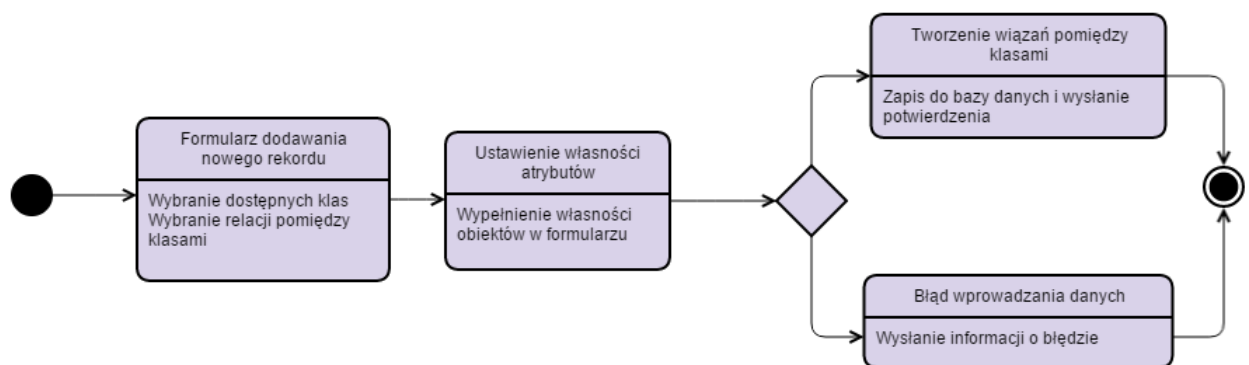 Formularz dodawania
nowego rekordu
Wybranie dostępnych klas
Wybranie relacji pomiędzy
klasami
Ustawienie własności
atrybutów
Wypełnienie własności
obiektów w formularzu
Tworzenie wiązań pomiędzy
klasami
Zapis do bazy danych i wysłanie
potwierdzenia
Błąd wprowadzania danych
Wysłanie informacji o błędzie